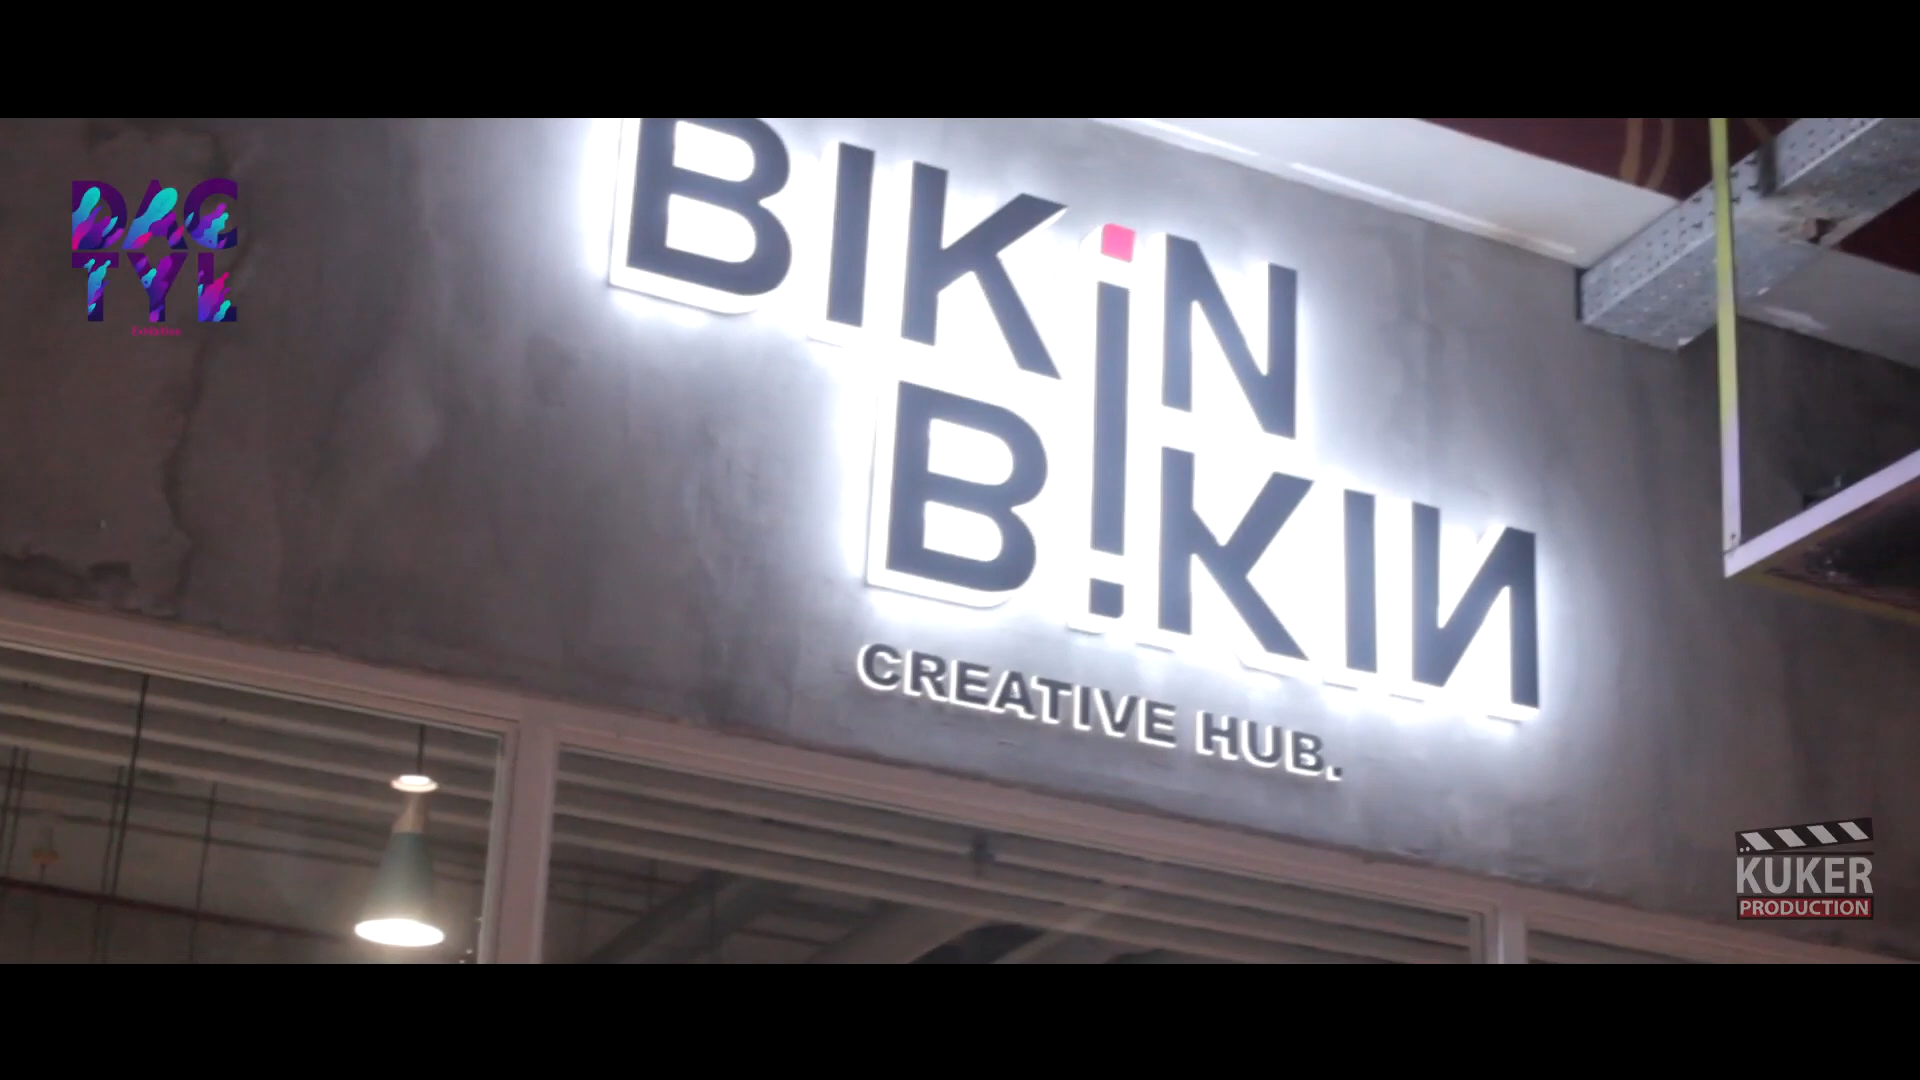 DAC
TYL
BIKiN
B!KIN
CREATIVE HUB.
KUKER
PRODUCTION